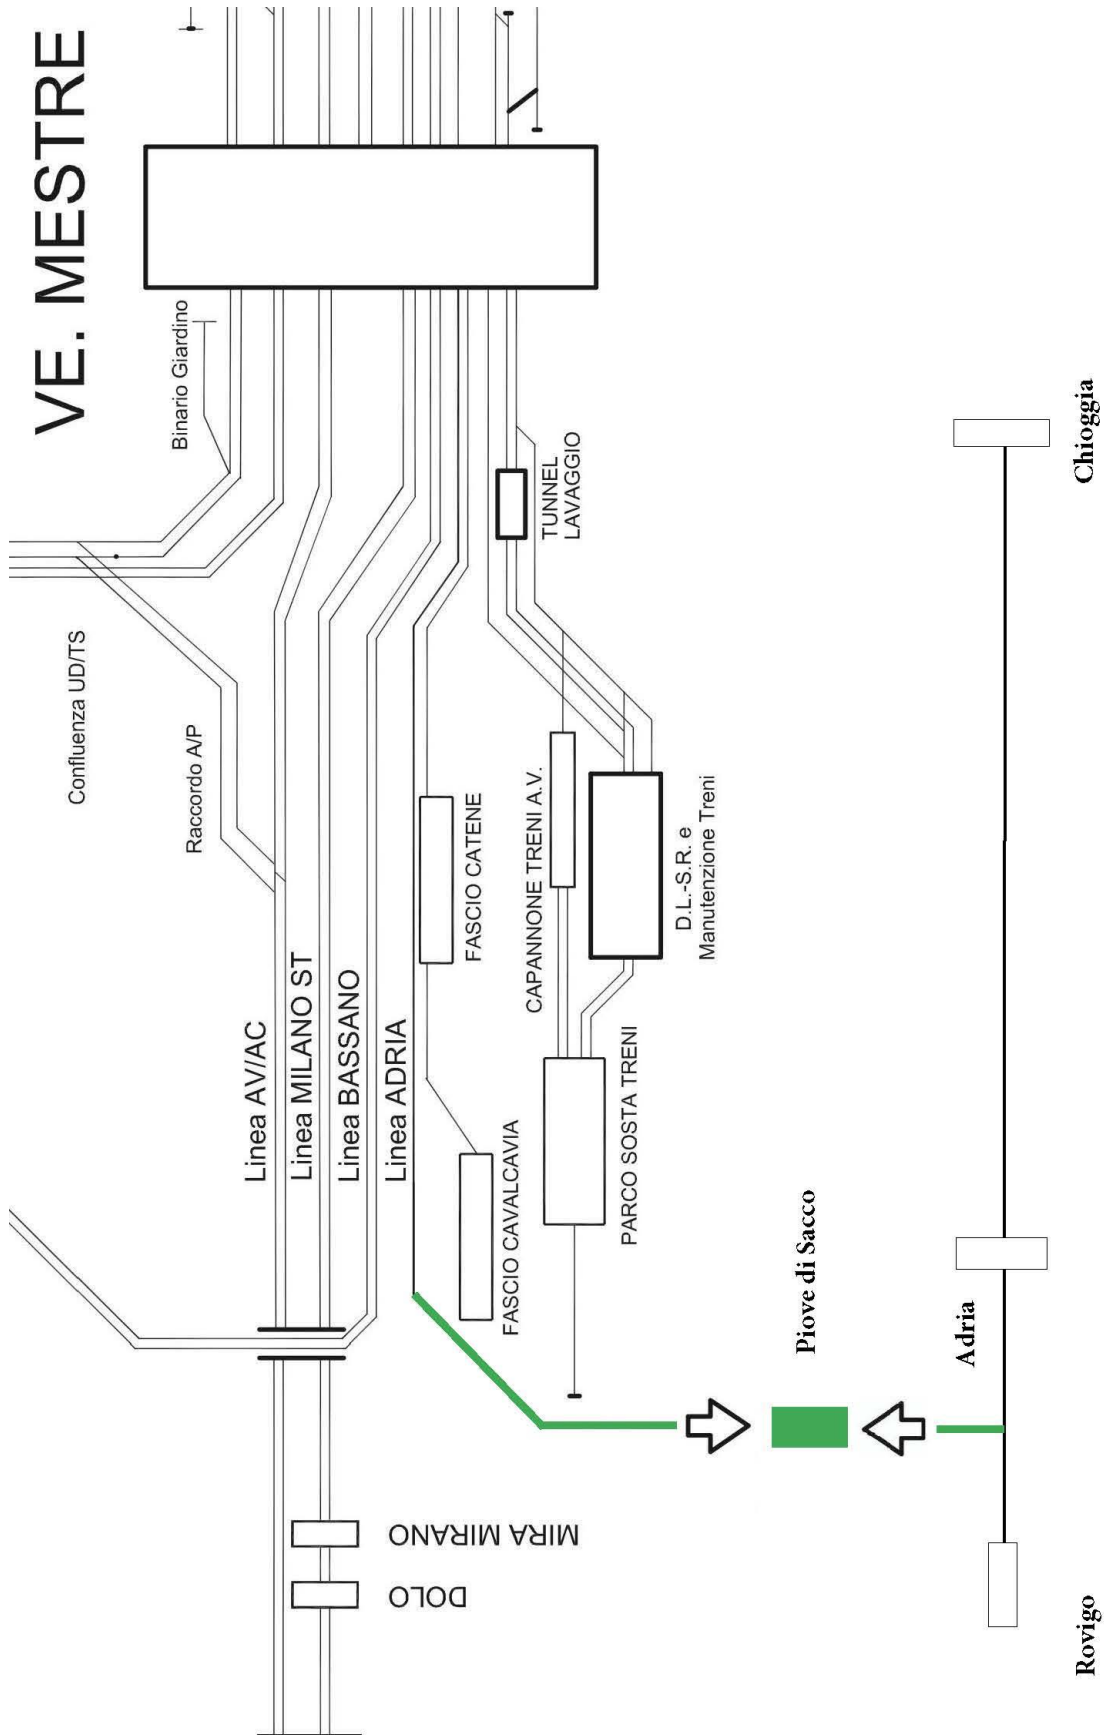 VE. MESTRE
Binario Giardino
TUNNEL
LAVAGGIO
Confluenza UD/TS
Raccordo A/P
FASCIO CATENE
CAPANNONE TRENI A.V.
D.L.-S.R. e
Manutenzione Treni
Linea AV/AC
Linea MILANO ST
Linea BASSANO
Linea ADRIA
FASCIO CAVALCAVIA
PARCO SOSTA TRENI
MIRA MIRANO
DOLO
Piove di Sacco
Adria
Chioggia
Rovigo